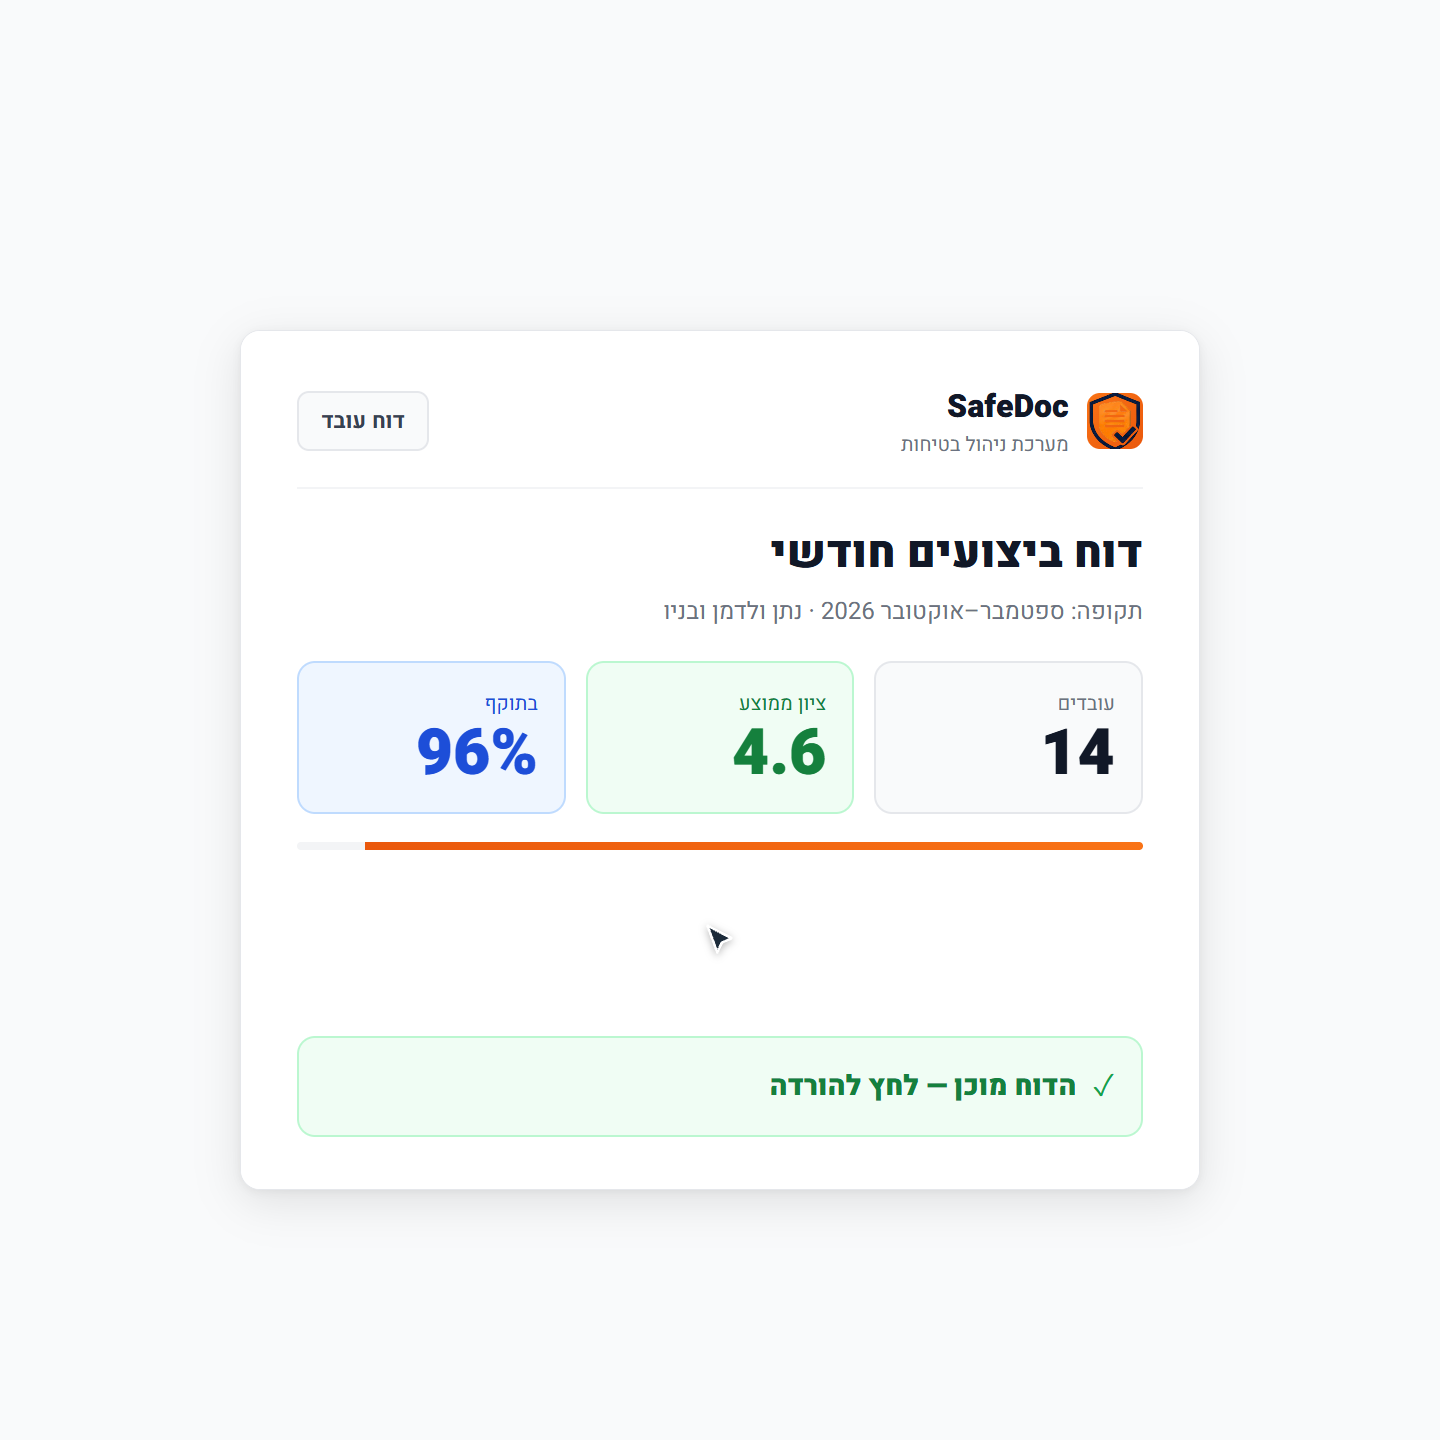 SafeDoc
מערכת ניהול בטיחות
דוח עובד
דוח ביצועים חודשי
תקופה: ספטמבר–אוקטובר 2026 · נתן ולדמן ובניו
עובדים
14
ציון ממוצע
4.6
בתוקף
96%
✓ הדוח מוכן – לחץ להורדה